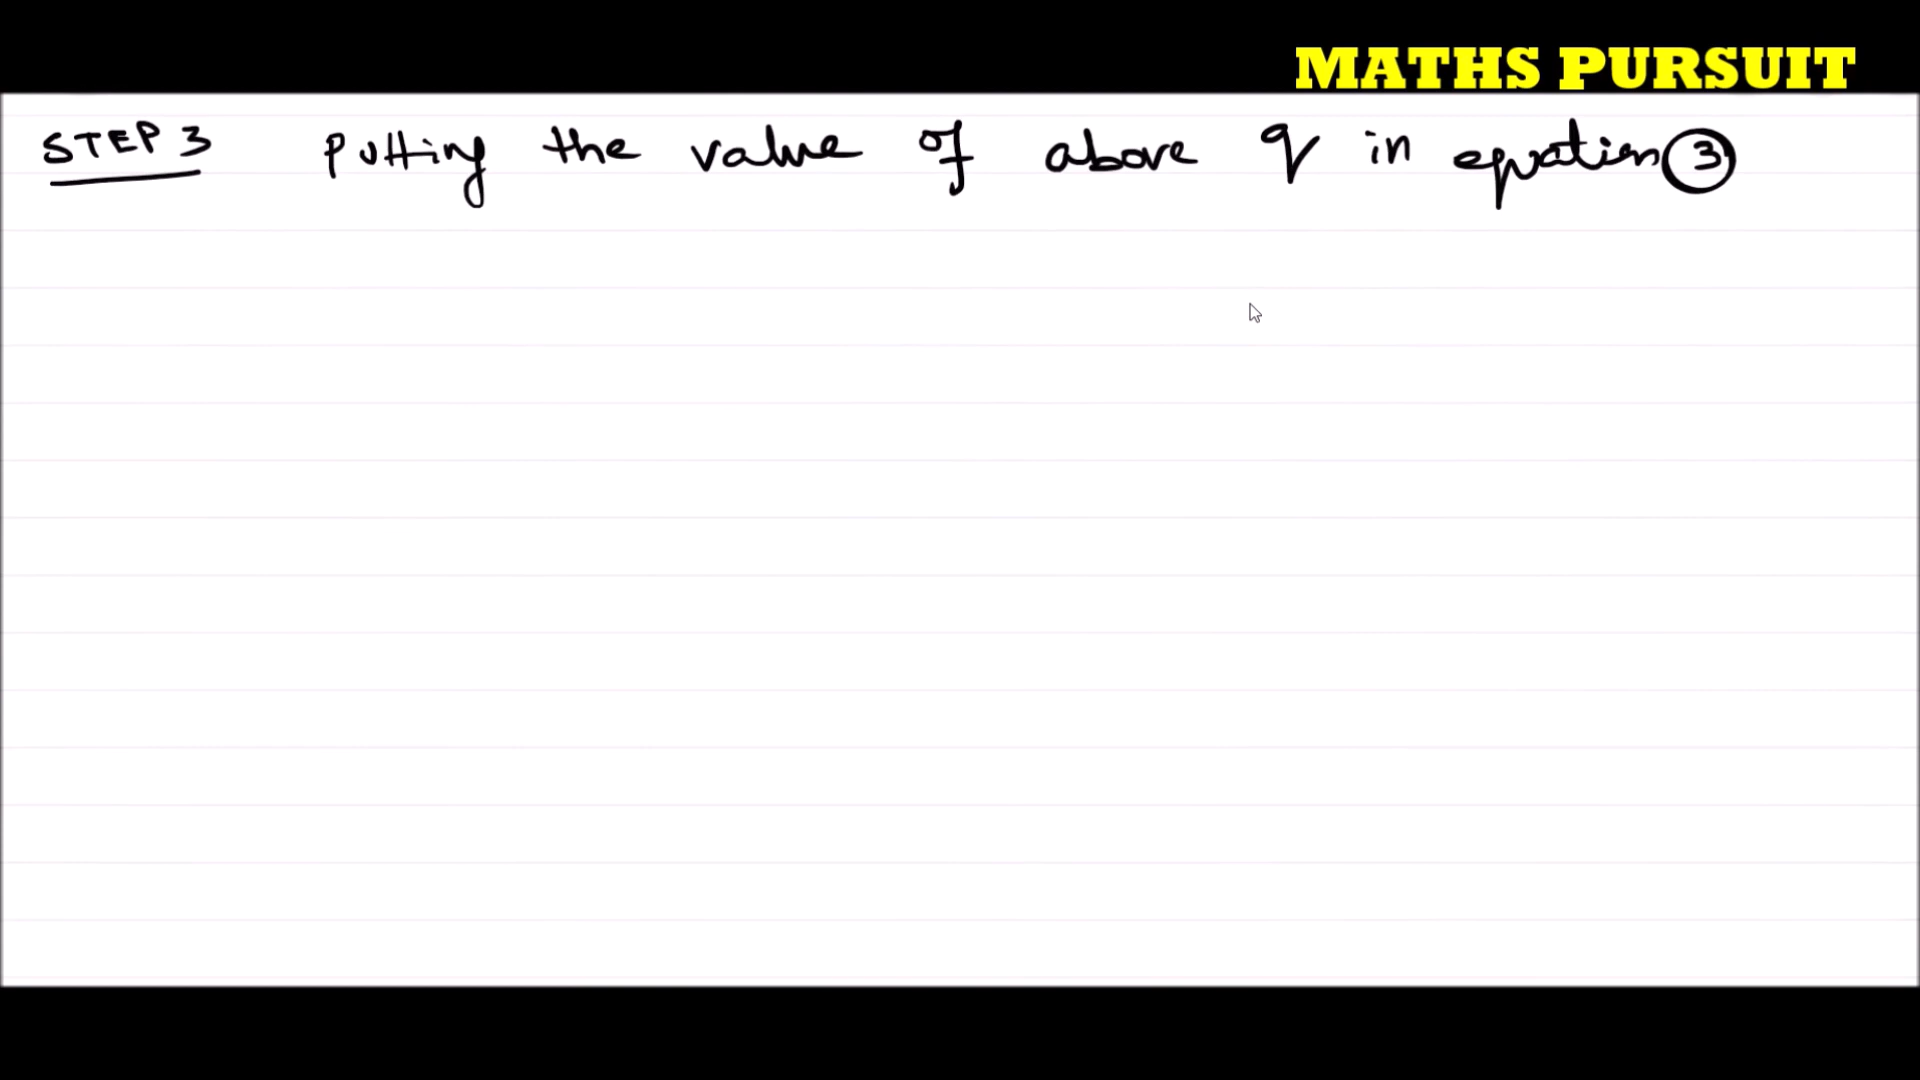 MATHS PURSUIT
STEP 3 Putting the value of above q in equation ③